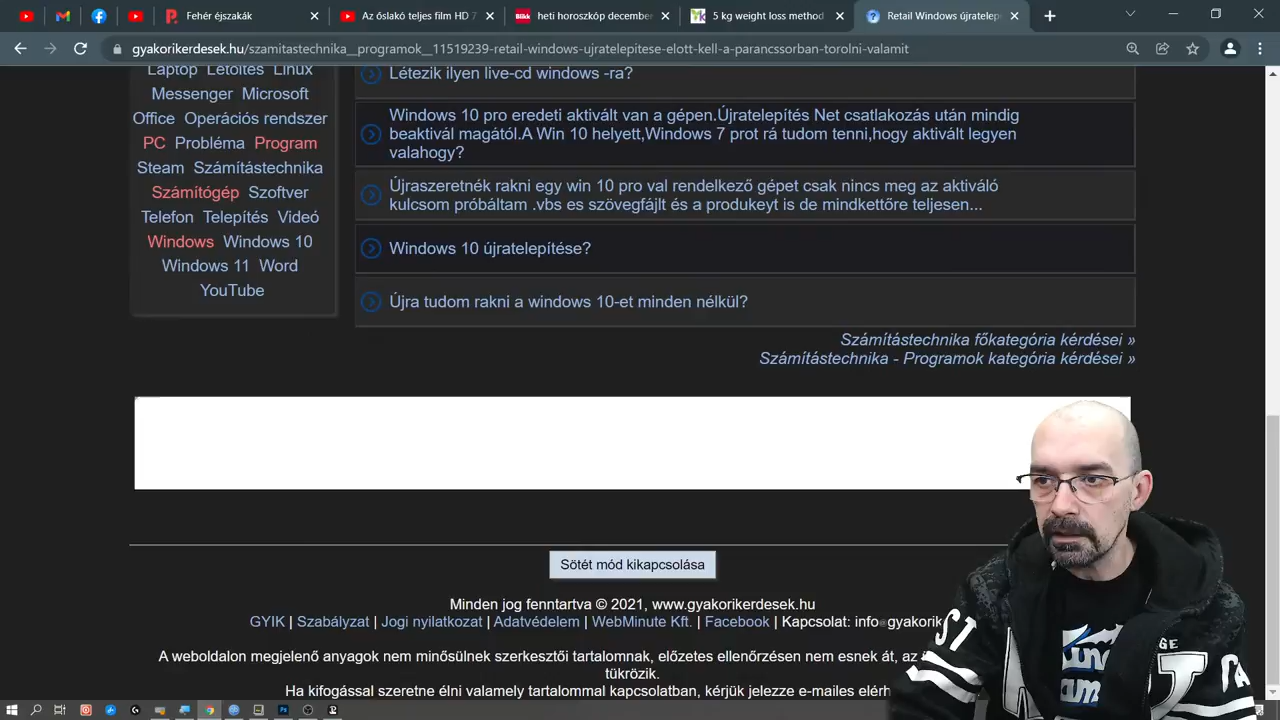 Fehér éjszakák
Az őslakó teljes film HD 7
heti horoszkóp december
5 kg weight loss method
Retail Windows újratelep
gyakorikerdesek.hu/szamitastechnika__programok__11519239-retail-windows-ujratelepitese-elott-kell-a-parancssorban-torolni-valamit
Laptop Letöltés Linux
Messenger Microsoft
Office Operációs rendszer
PC Probléma Program
Steam Számítástechnika
Számítógép Szoftver
Telefon Telepítés Videó
Windows Windows 10
Windows 11 Word
YouTube
Létezik ilyen live-cd windows -ra?
Windows 10 pro eredeti aktivált van a gépen.Újratelepítés Net csatlakozás után mindig
beaktivál magától.A Win 10 helyett,Windows 7 prot rá tudom tenni,hogy aktivált legyen
valahogy?
Újraszeretnék rakni egy win 10 pro val rendelkező gépet csak nincs meg az aktiváló
kulcsom próbáltam .vbs es szövegfájlt és a produkeyt is de mindkettőre teljesen...
Windows 10 újratelepítése?
Újra tudom rakni a windows 10-et minden nélkül?
Számítástechnika főkategória kérdései »
Számítástechnika - Programok kategória kérdései »
Sötét mód kikapcsolása
Minden jog fenntartva © 2021, www.gyakorikerdesek.hu
GYIK | Szabályzat | Jogi nyilatkozat | Adatvédelem | WebMinute Kft. | Facebook | Kapcsolat: info@gyakorik
A weboldalon megjelenő anyagok nem minősülnek szerkesztői tartalomnak, előzetes ellenőrzésen nem esnek át, az
tükrözik.
Ha kifogással szeretne élni valamely tartalommal kapcsolatban, kérjük jelezze e-mailes elérh